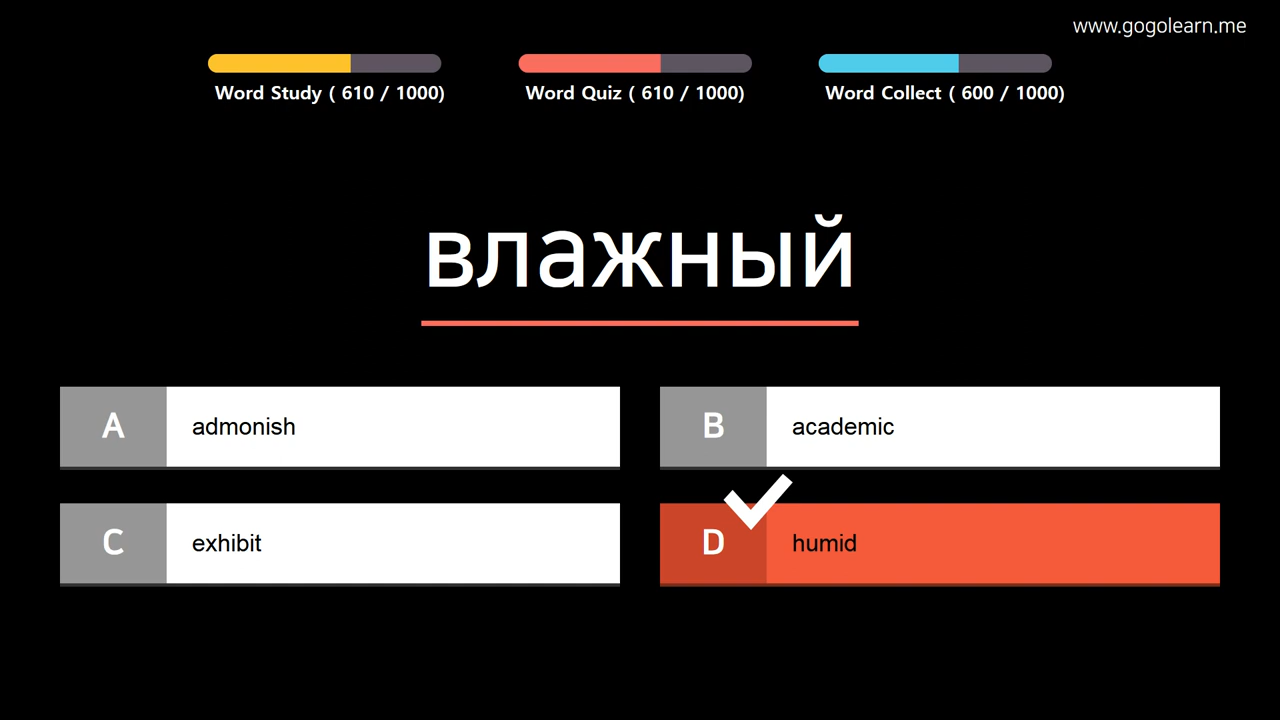 www.gogolearn.me
Word Study ( 610 / 1000)
Word Quiz ( 610 / 1000)
Word Collect ( 600 / 1000)
влажный
A admonish
B academic
C exhibit
D humid